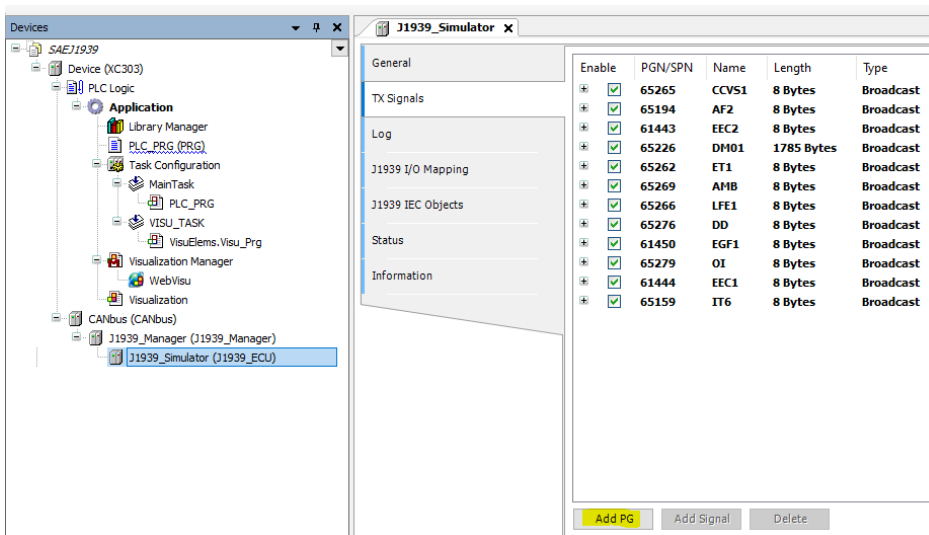 Devices
SAEJ1939
Device (XC303)
PLC Logic
Application
Library Manager
PLC_PRG (PRG)
Task Configuration
MainTask
PLC_PRG
VISU_TASK
VisuElems.Visu_Prg
Visualization Manager
WebVisu
Visualization
CANbus (CANbus)
J1939_Manager (J1939_Manager)
J1939_Simulator (J1939_ECU)
J1939_Simulator
General
TX Signals
Log
J1939 I/O Mapping
J1939 IEC Objects
Status
Information
Enable PGN/SPN Name Length Type
65265 CCVS1 8 Bytes Broadcast
65194 AF2 8 Bytes Broadcast
61443 EEC2 8 Bytes Broadcast
65226 DM01 1785 Bytes Broadcast
65262 ET1 8 Bytes Broadcast
65269 AMB 8 Bytes Broadcast
65266 LFE1 8 Bytes Broadcast
65276 DD 8 Bytes Broadcast
61450 EGF1 8 Bytes Broadcast
65279 OI 8 Bytes Broadcast
61444 EEC1 8 Bytes Broadcast
65159 IT6 8 Bytes Broadcast
Add PG Add Signal Delete